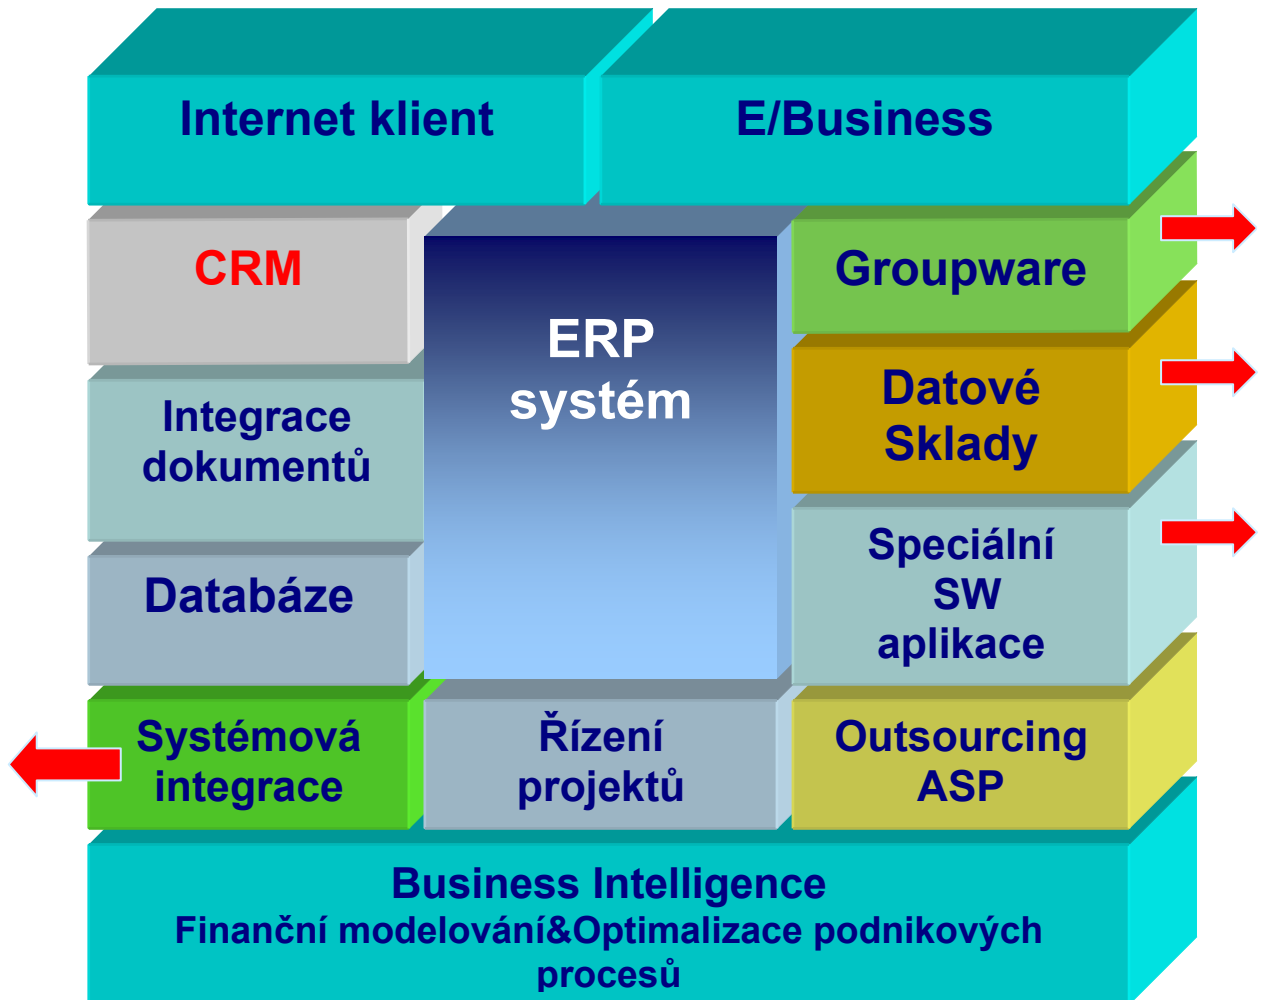 Internet klient
E/Business
CRM
ERP
systém
Groupware
Integrace
dokumentů
Datové
Sklady
Databáze
Speciální
SW
aplikace
Systémová
integrace
Řízení
projektů
Outsourcing
ASP
Business Intelligence
Finanční modelování&Optimalizace podnikových
procesů